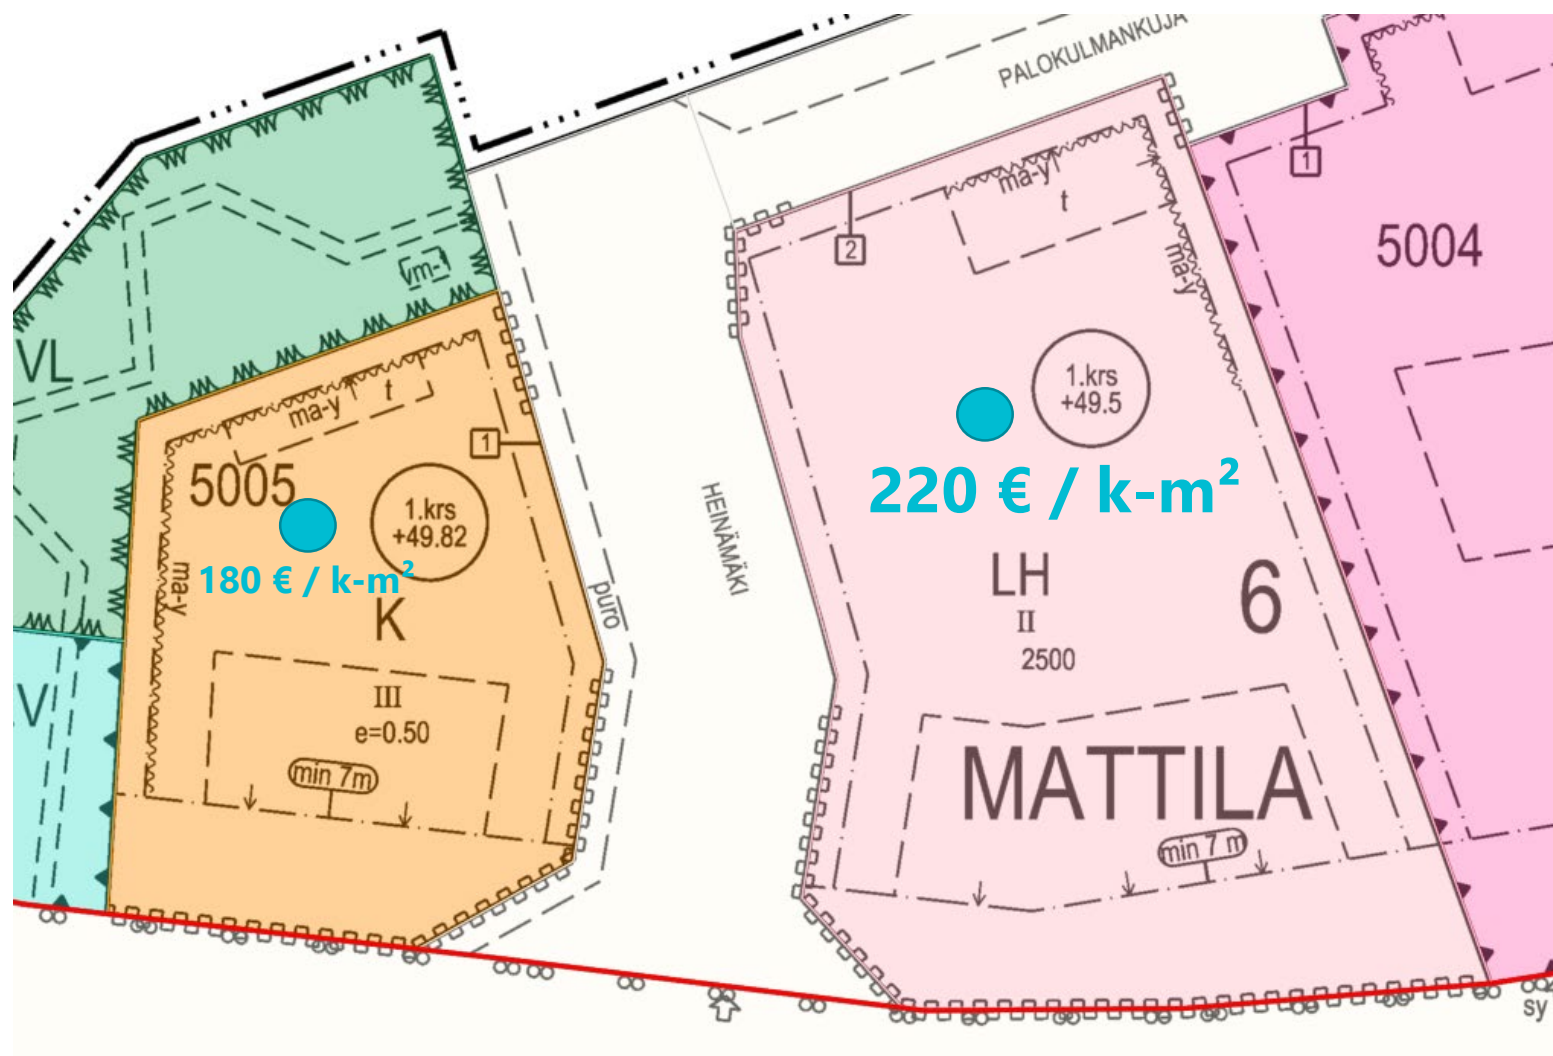 PALOKULMANKUJA
1
ma-y
t
5004
2
ma-y
vm-1
VL
1.krs
+49.5
ma-y
t
1
220 € / k-m²
5005
1.krs
+49.82
HEINÄMÄKI
180 € / k-m²
ma-y
puro
LH
6
K
II
2500
V
III
e=0.50
min 7m
MATTILA
min 7 m
sy